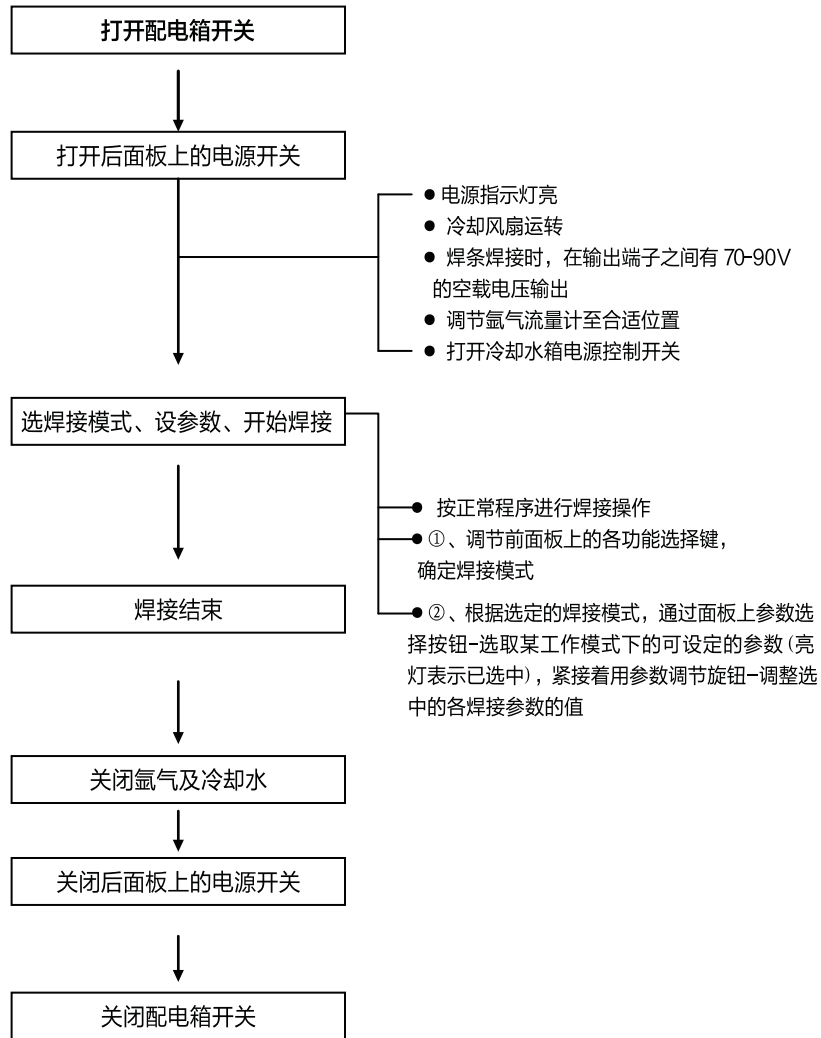 打开配电箱开关
打开后面板上的电源开关
● 电源指示灯亮
● 冷却风扇运转
● 焊条焊接时，在输出端子之间有 70-90V
的空载电压输出
● 调节氩气流量计至合适位置
● 打开冷却水箱电源控制开关
选焊接模式、设参数、开始焊接
● 按正常程序进行焊接操作
● ①、调节前面板上的各功能选择键，
确定焊接模式
● ②、根据选定的焊接模式，通过面板上参数选
择按钮-选取某工作模式下的可设定的参数（亮
灯表示已选中），紧接着用参数调节旋钮-调整选
中的各焊接参数的值
焊接结束
关闭氩气及冷却水
关闭后面板上的电源开关
关闭配电箱开关